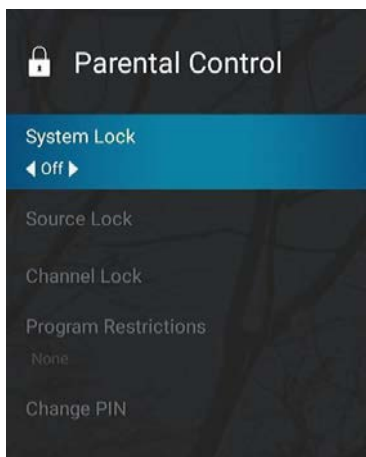 Parental Control
System Lock
Off
Source Lock
Channel Lock
Program Restrictions
None
Change PIN